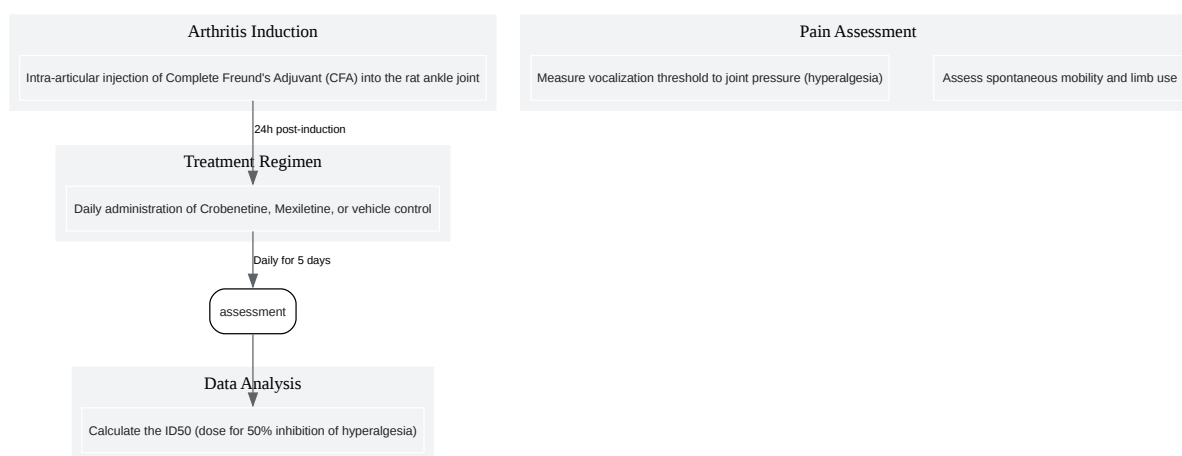 Arthritis Induction
Intra-articular injection of Complete Freund's Adjuvant (CFA) into the rat ankle joint
Pain Assessment
Measure vocalization threshold to joint pressure (hyperalgesia)
Assess spontaneous mobility and limb use
24h post-induction
Treatment Regimen
Daily administration of Crobenetine, Mexiletine, or vehicle control
Daily for 5 days
assessment
Data Analysis
Calculate the ID50 (dose for 50% inhibition of hyperalgesia)